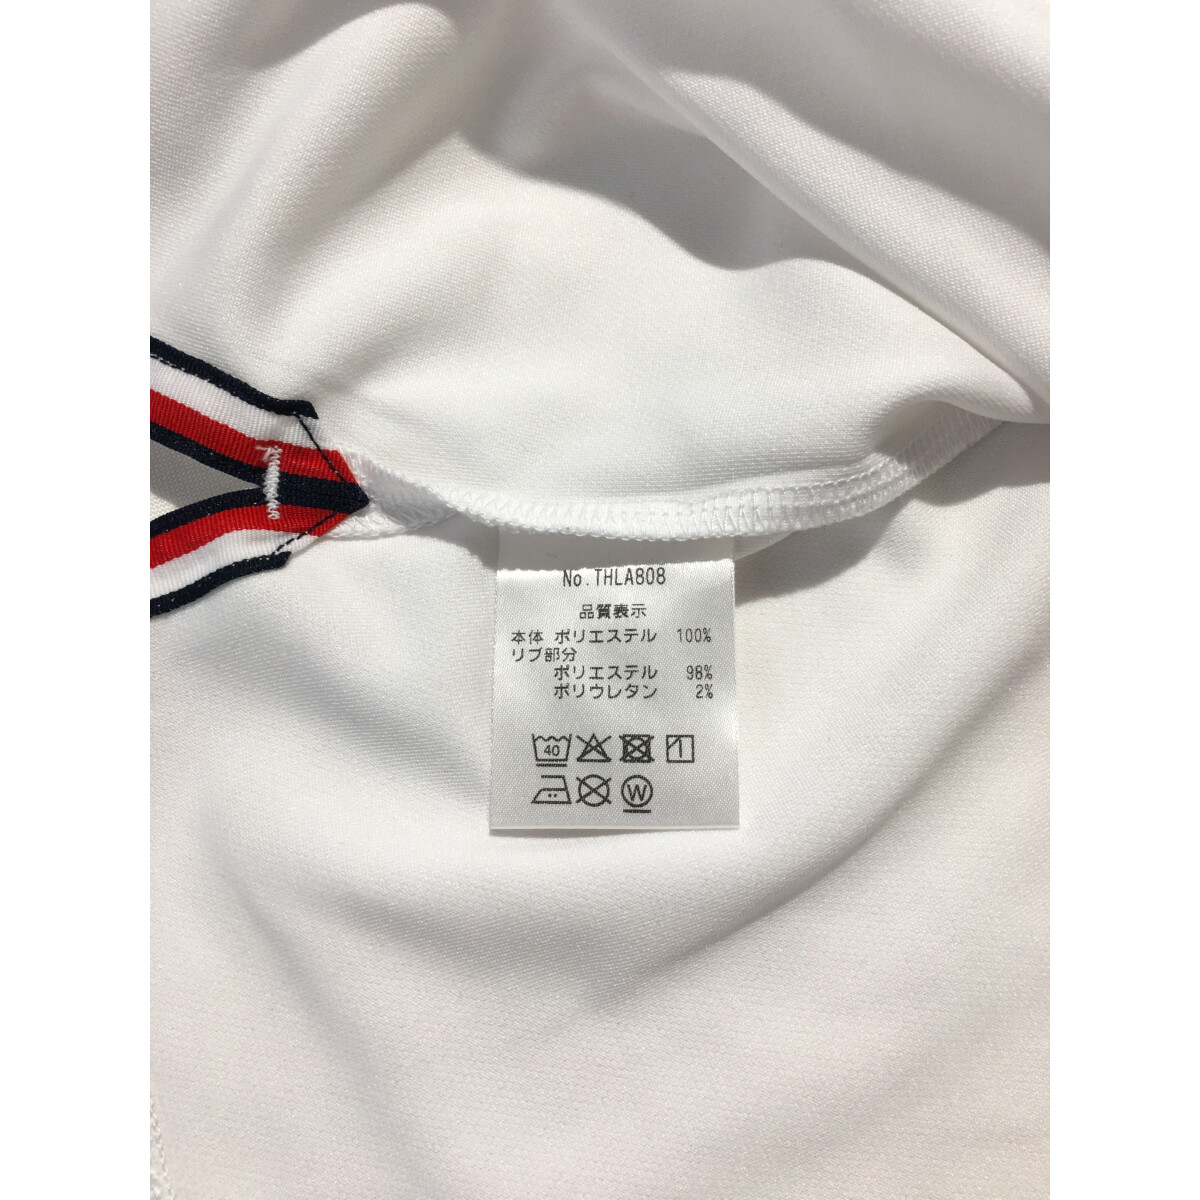 No.THLA808
品質表示
本体 ポリエステル 100%
リブ部分
ポリエステル 98%
ポリウレタン 2%
40
W